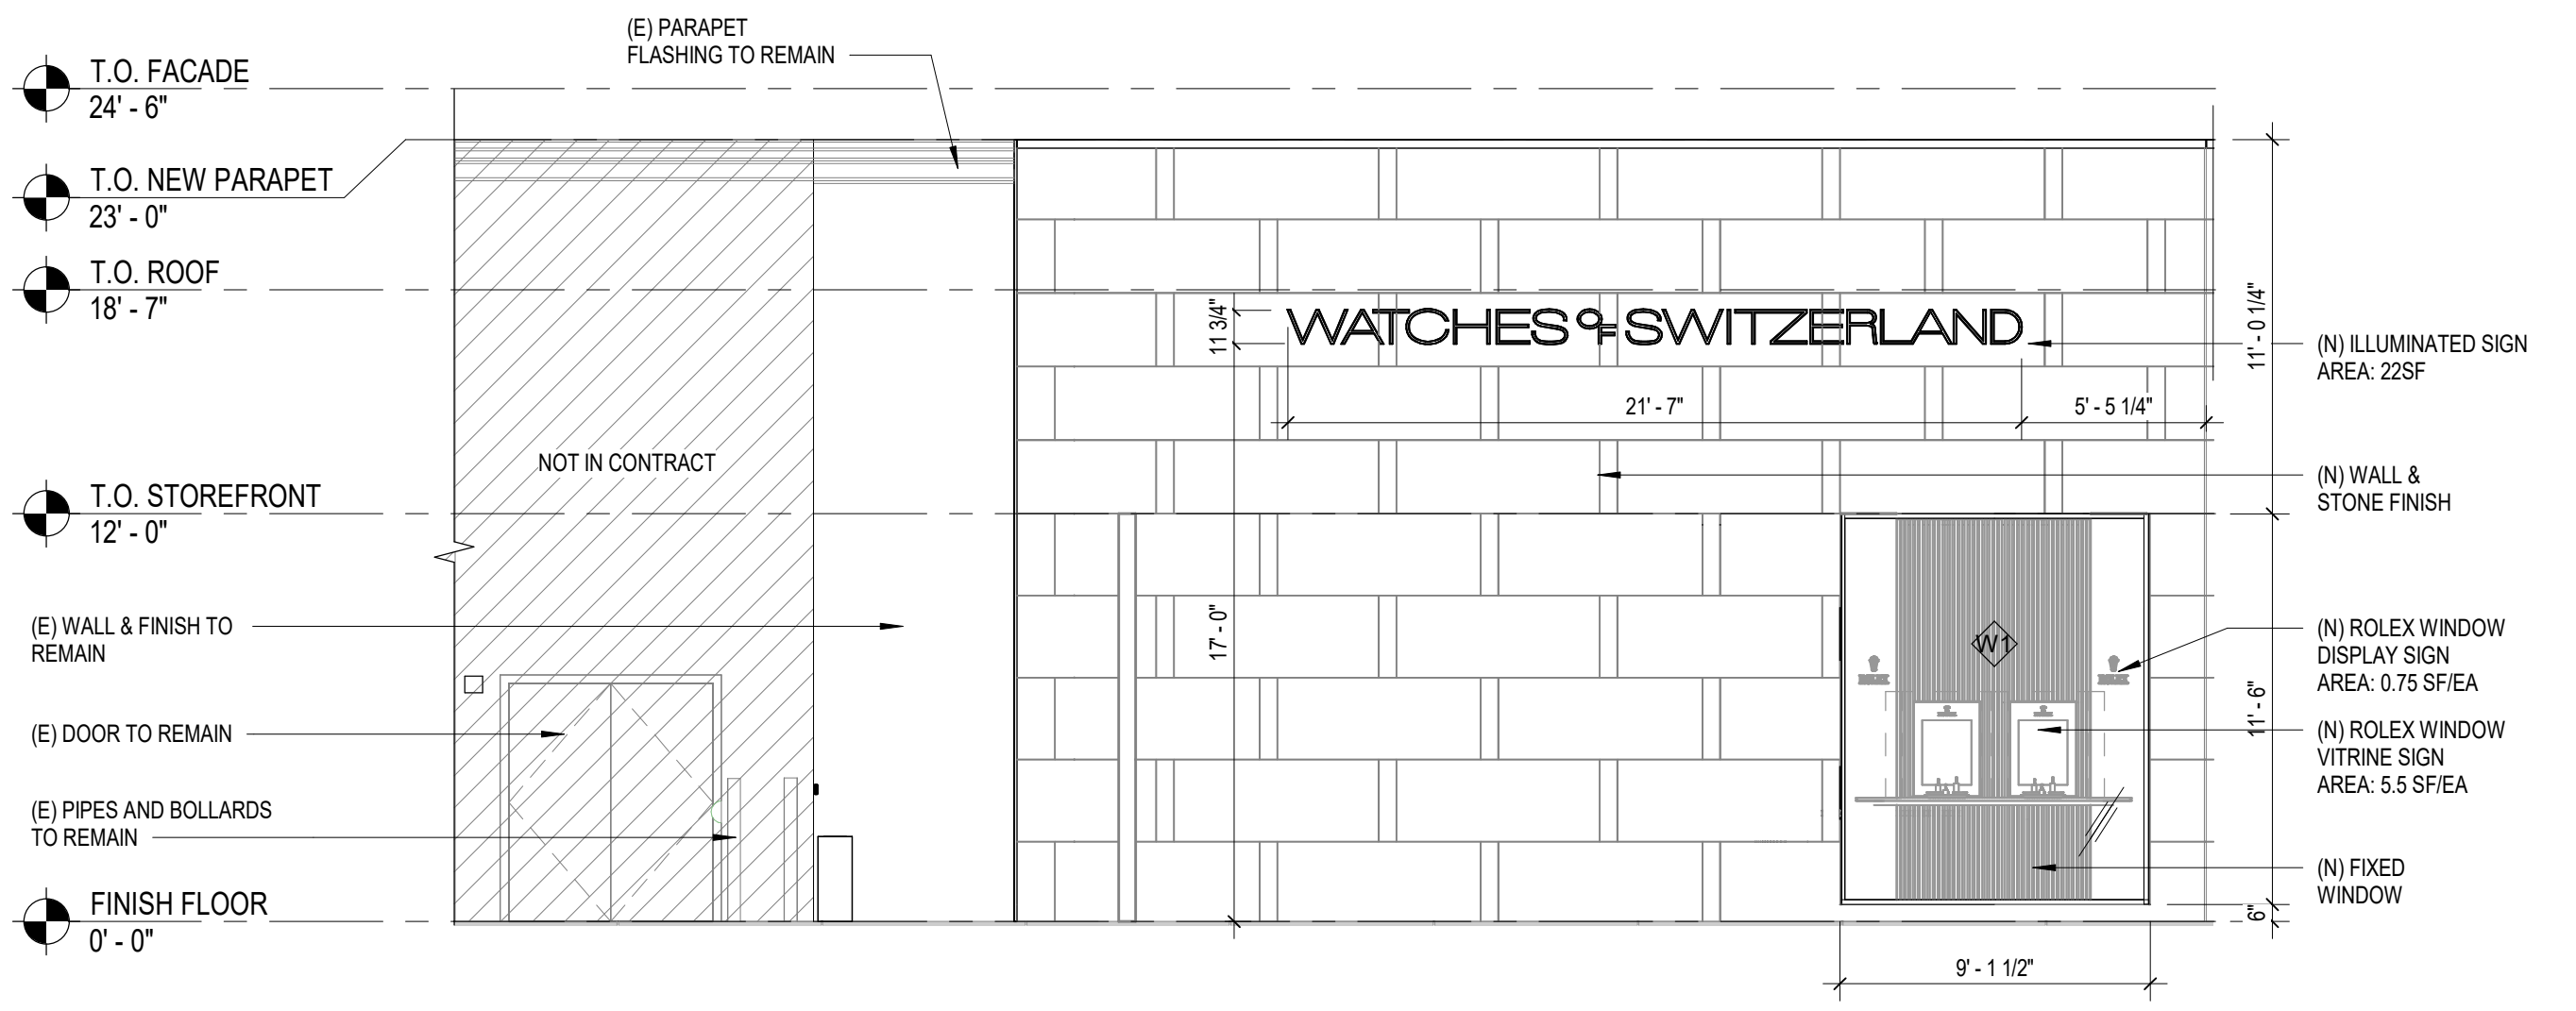 (E) PARAPET
FLASHING TO REMAIN
T.O. FACADE
24' - 6"
T.O. NEW PARAPET
23' - 0"
T.O. ROOF
18' - 7"
T.O. STOREFRONT
12' - 0"
(E) WALL & FINISH TO
REMAIN
(E) DOOR TO REMAIN
(E) PIPES AND BOLLARDS
TO REMAIN
FINISH FLOOR
0' - 0"
NOT IN CONTRACT
11 3/4"
WATCHES OF SWITZERLAND
21' - 7"
5' - 5 1/4"
17' - 0"
W1
ROLEX
ROLEX
9' - 1 1/2"
11' - 0 1/4"
11' - 6"
6"
(N) ILLUMINATED SIGN
AREA: 22SF
(N) WALL &
STONE FINISH
(N) ROLEX WINDOW
DISPLAY SIGN
AREA: 0.75 SF/EA
(N) ROLEX WINDOW
VITRINE SIGN
AREA: 5.5 SF/EA
(N) FIXED
WINDOW